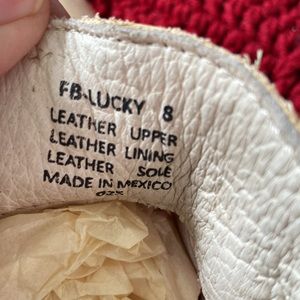 FB-LUCKY 8
LEATHER UPPER
LEATHER LINING
LEATHER SOLE
MADE IN MEXICO